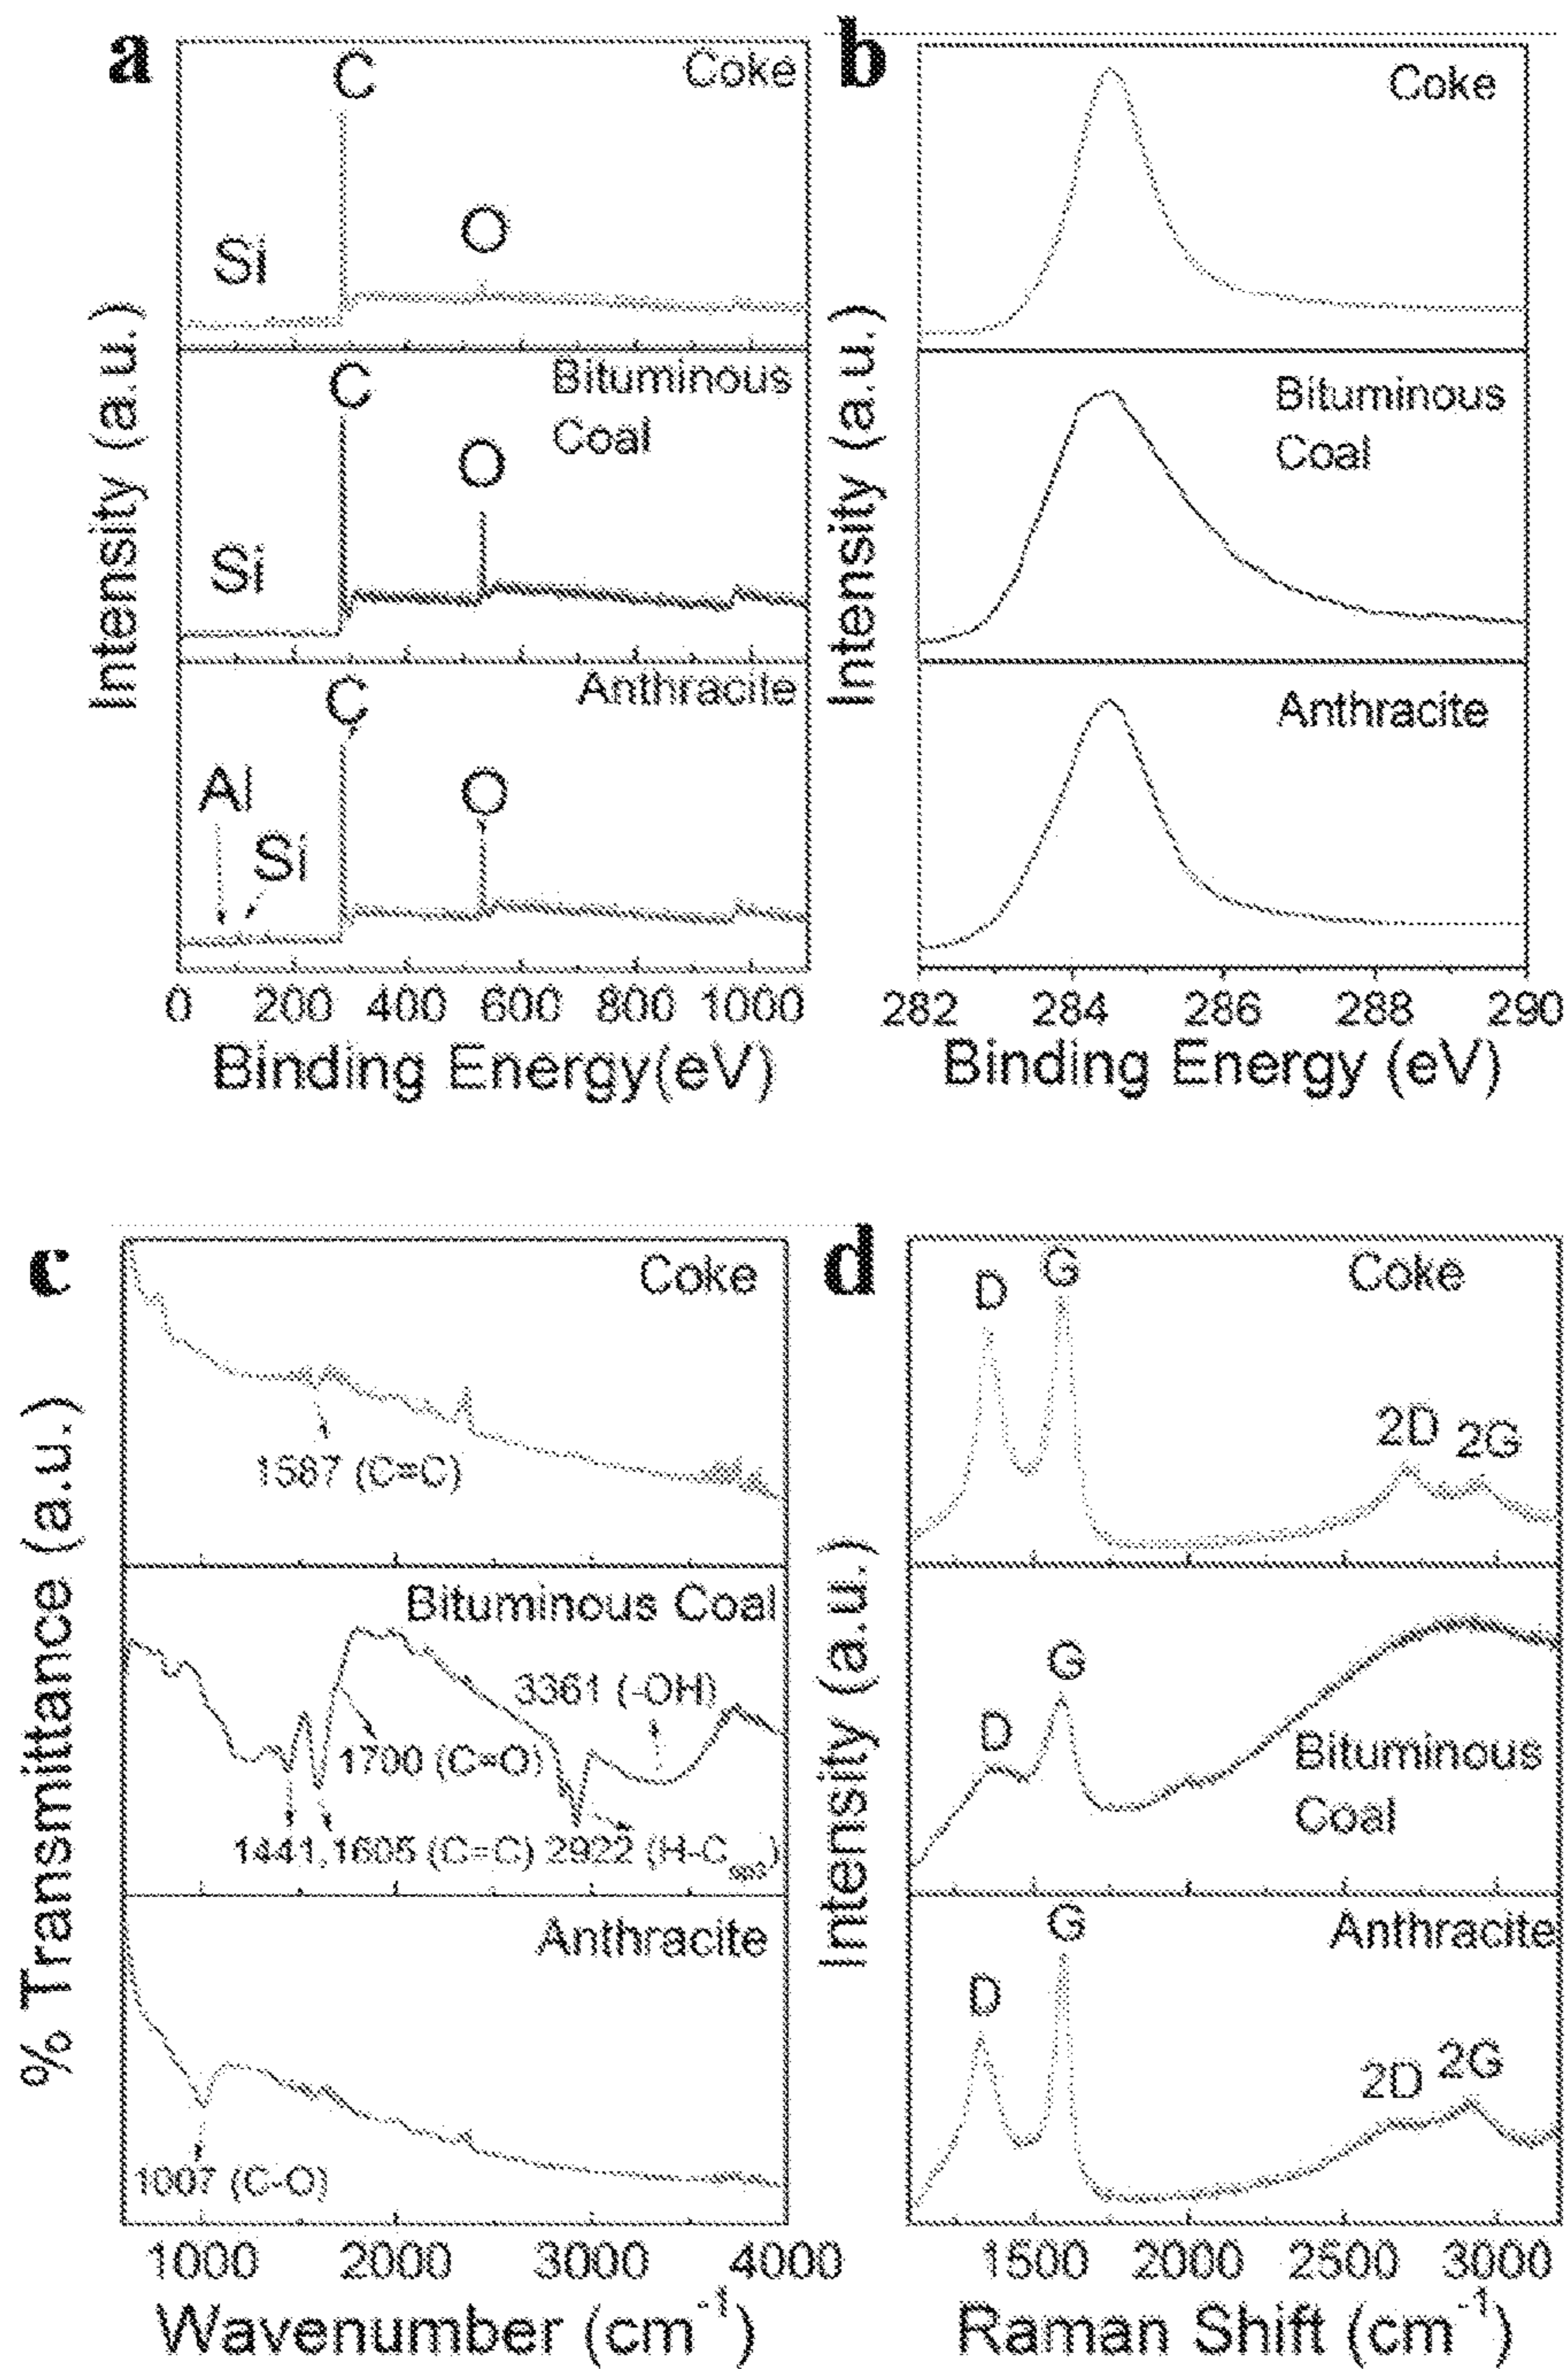 a
C
Coke
O
Si
C
Bituminous
Coal
O
Si
C
Anthracite
Al
O
Si
Intensity (a.u.)
0 200 400 600 800 1000
Binding Energy(eV)
b
Coke
Bituminous
Coal
Anthracite
Intensity (a.u.)
282 284 286 288 290
Binding Energy (eV)
c
Coke
1587 (C=C)
Bituminous Coal
3361 (-OH)
1700 (C=O)
1441,1605 (C=C) 2922 (H-Csp3)
Anthracite
1007 (C-O)
% Transmittance (a.u.)
1000 2000 3000 4000
Wavenumber (cm-1)
d
D
G
Coke
2D
2G
G
D
Bituminous
Coal
G
Anthracite
D
2D
2G
Intensity (a.u.)
1500 2000 2500 3000
Raman Shift (cm-1)